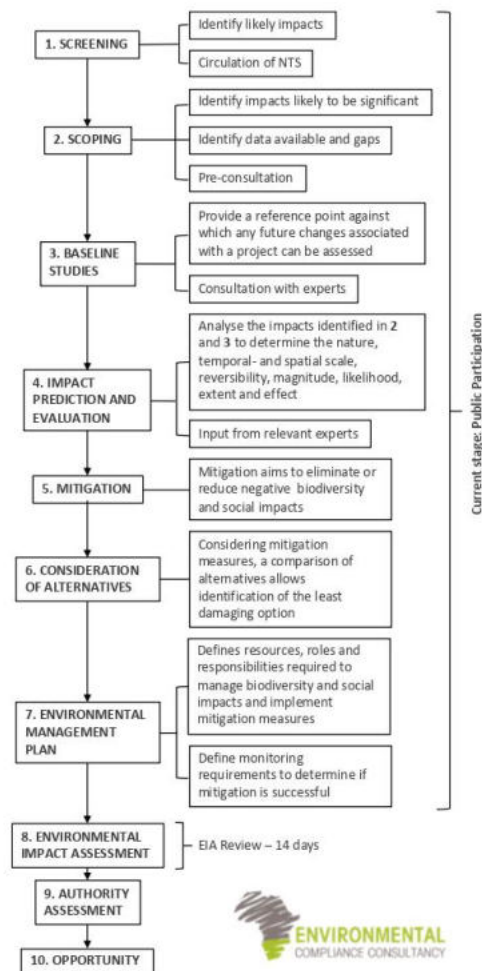 1. SCREENING
Identify likely impacts
Circulation of NTS
2. SCOPING
Identify impacts likely to be significant
Identify data available and gaps
Pre-consultation
3. BASELINE
STUDIES
Provide a reference point against
which any future changes associated
with a project can be assessed
Consultation with experts
4. IMPACT
PREDICTION AND
EVALUATION
Analyse the impacts identified in 2
and 3 to determine the nature,
temporal- and spatial scale,
reversibility, magnitude, likelihood,
extent and effect
Input from relevant experts
5. MITIGATION
Mitigation aims to eliminate or
reduce negative biodiversity
and social impacts
6. CONSIDERATION
OF ALTERNATIVES
Considering mitigation
measures, a comparison of
alternatives allows
identification of the least
damaging option
7. ENVIRONMENTAL
MANAGEMENT
PLAN
Defines resources, roles and
responsibilities required to
manage biodiversity and social
impacts and implement
mitigation measures
Define monitoring
requirements to determine if
mitigation is successful
Current stage: Public Participation
8. ENVIRONMENTAL
IMPACT ASSESSMENT
EIA Review – 14 days
9. AUTHORITY
ASSESSMENT
10. OPPORTUNITY
ENVIRONMENTAL
COMPLIANCE CONSULTANCY